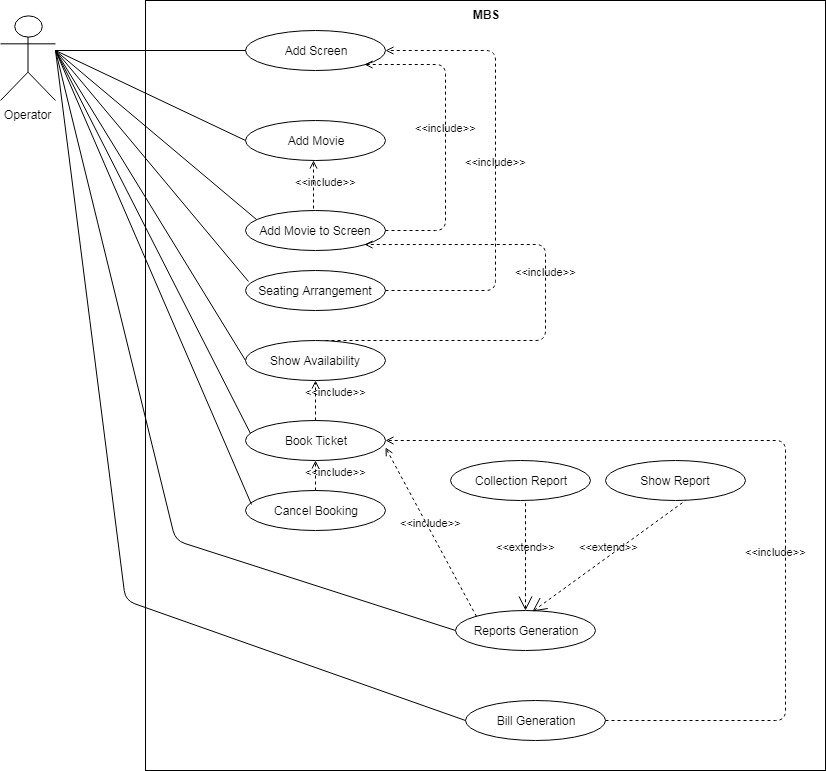 MBS
Operator
Add Screen
<<include>>
Add Movie
<<include>>
<<include>>
Add Movie to Screen
<<include>>
Seating Arrangement
Show Availability
<<include>>
Book Ticket
<<include>>
Collection Report
Show Report
Cancel Booking
<<include>>
<<extend>>
<<extend>>
<<include>>
Reports Generation
Bill Generation